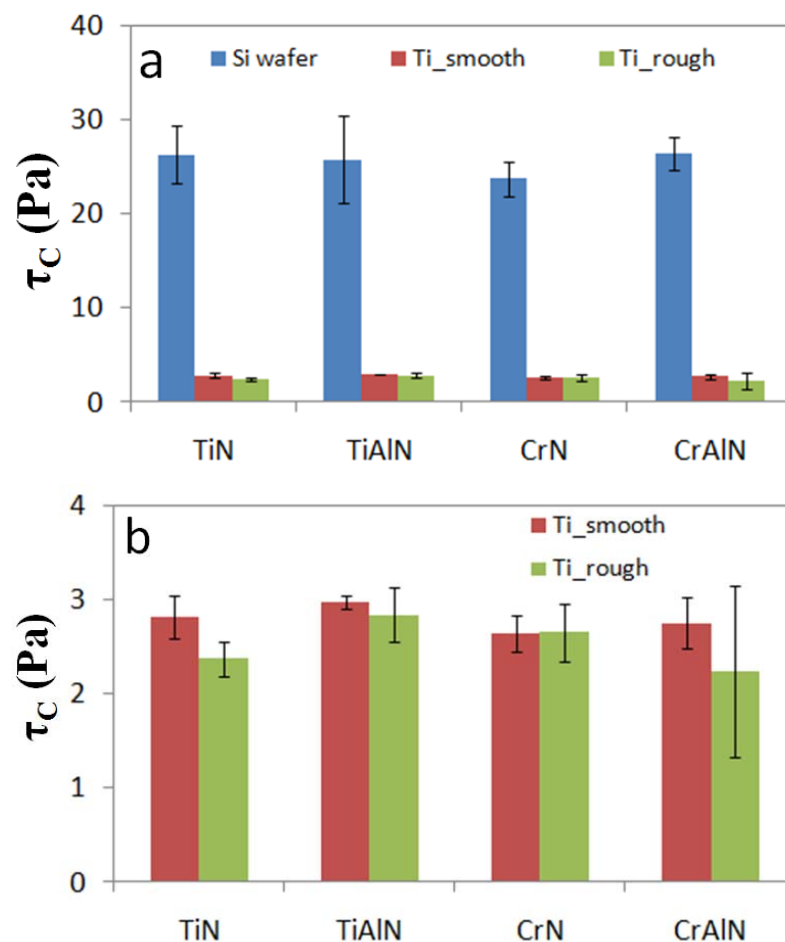 40
a
Si wafer Ti_smooth Ti_rough
30
20
10
0
τC (Pa)
TiN TiAlN CrN CrAlN
4
b
Ti_smooth
Ti_rough
3
2
1
0
τC (Pa)
TiN TiAlN CrN CrAlN